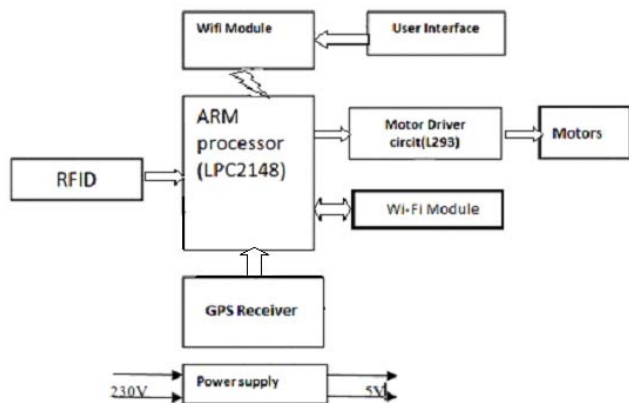 Wifi Module
User Interface
ARM
processor
(LPC2148)
Motor Driver
circit(L293)
Motors
RFID
Wi-Fi Module
GPS Receiver
230V
Power supply
5V